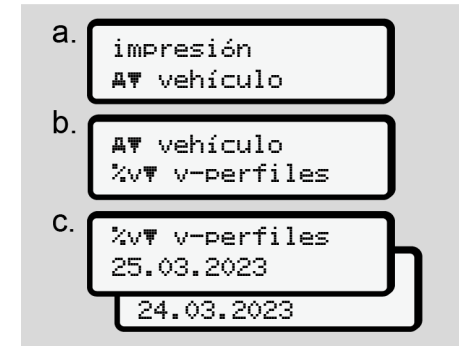 a.
impresión
A▼ vehículo
b.
A▼ vehículo
%v▼ v-perfiles
c.
%v▼ v-perfiles
25.03.2023
24.03.2023